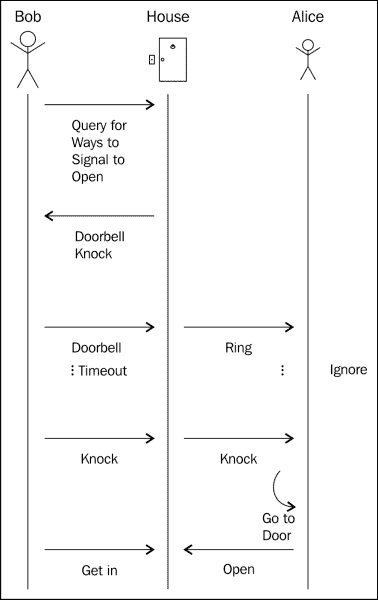 Bob House Alice
Query for
Ways to
Signal to
Open
Doorbell
Knock
Doorbell Ring
Timeout Ignore
Knock Knock
Go to
Door
Get in Open